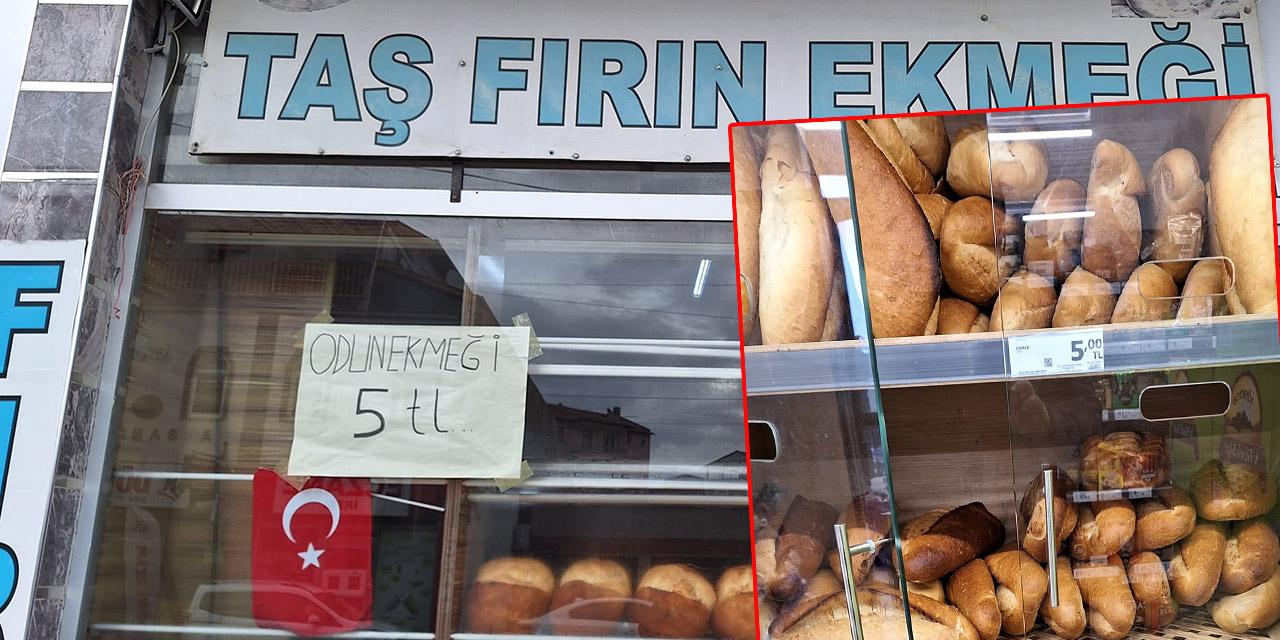 TAŞ FIRIN EKMEĞİ
ODUNEKMEĞİ
5 tl...
5,00
TL